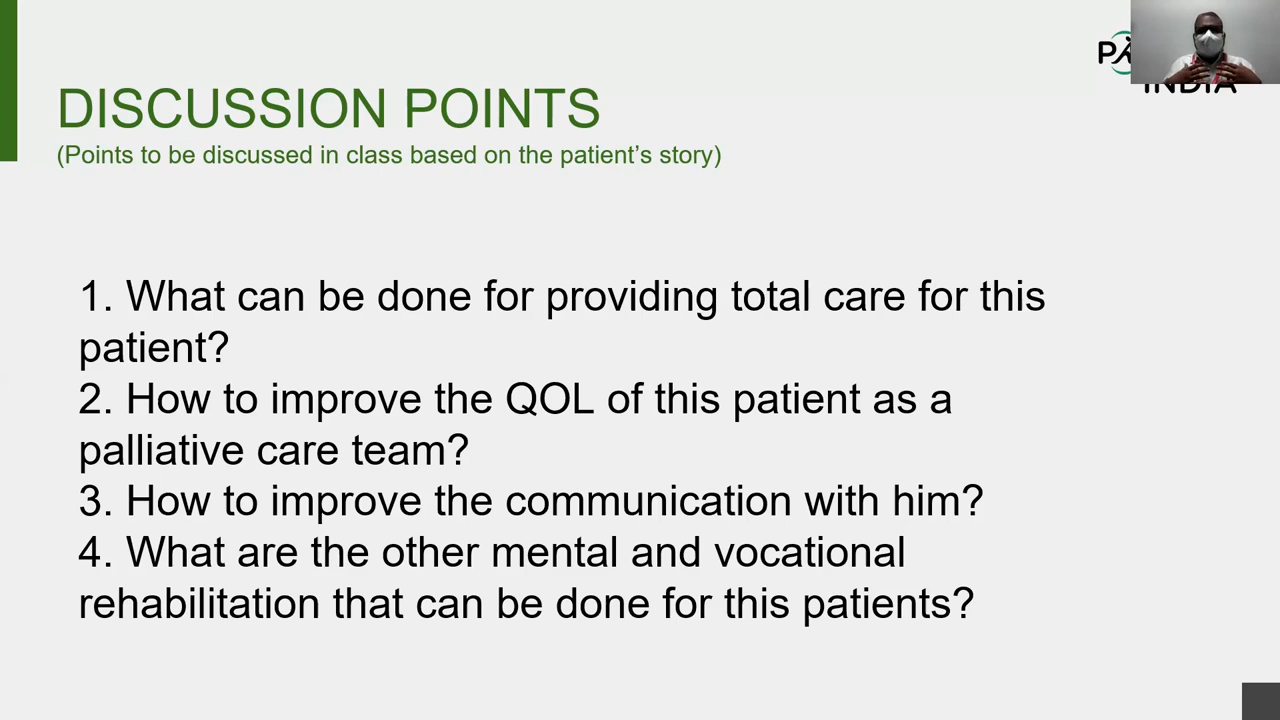 DISCUSSION POINTS
(Points to be discussed in class based on the patient’s story)
1. What can be done for providing total care for this
patient?
2. How to improve the QOL of this patient as a
palliative care team?
3. How to improve the communication with him?
4. What are the other mental and vocational
rehabilitation that can be done for this patients?
INDIA